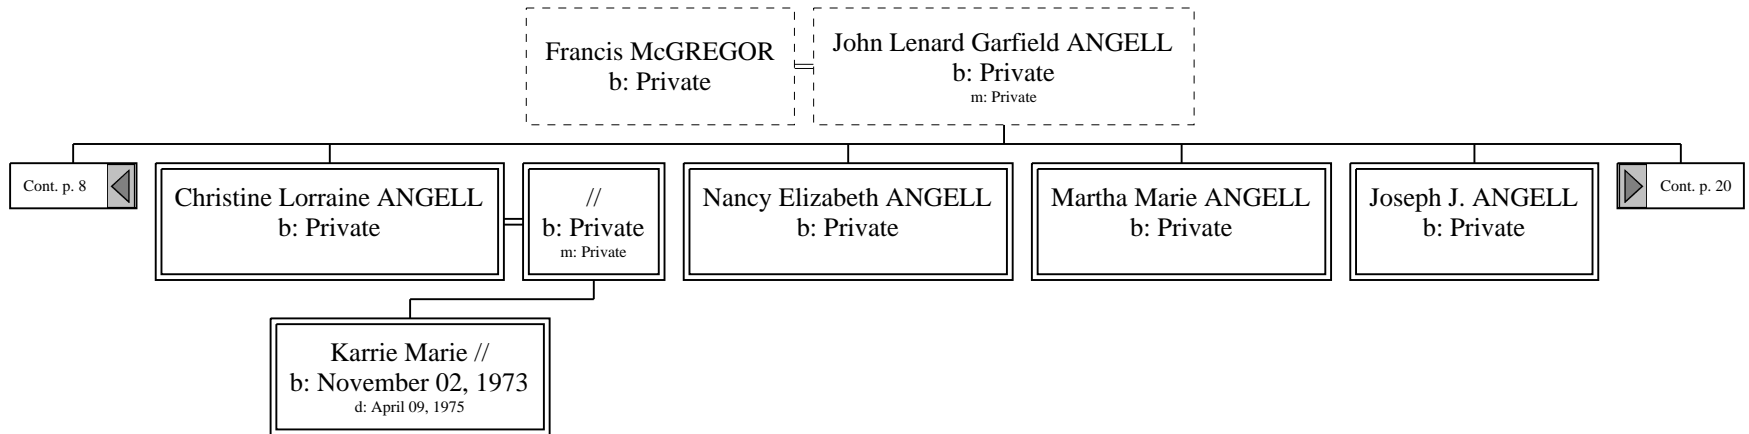 Francis McGREGOR
b: Private
John Lenard Garfield ANGELL
b: Private
m: Private
Cont. p. 8
Christine Lorraine ANGELL
b: Private
//
b: Private
m: Private
Nancy Elizabeth ANGELL
b: Private
Martha Marie ANGELL
b: Private
Joseph J. ANGELL
b: Private
Cont. p. 20
Karrie Marie //
b: November 02, 1973
d: April 09, 1975